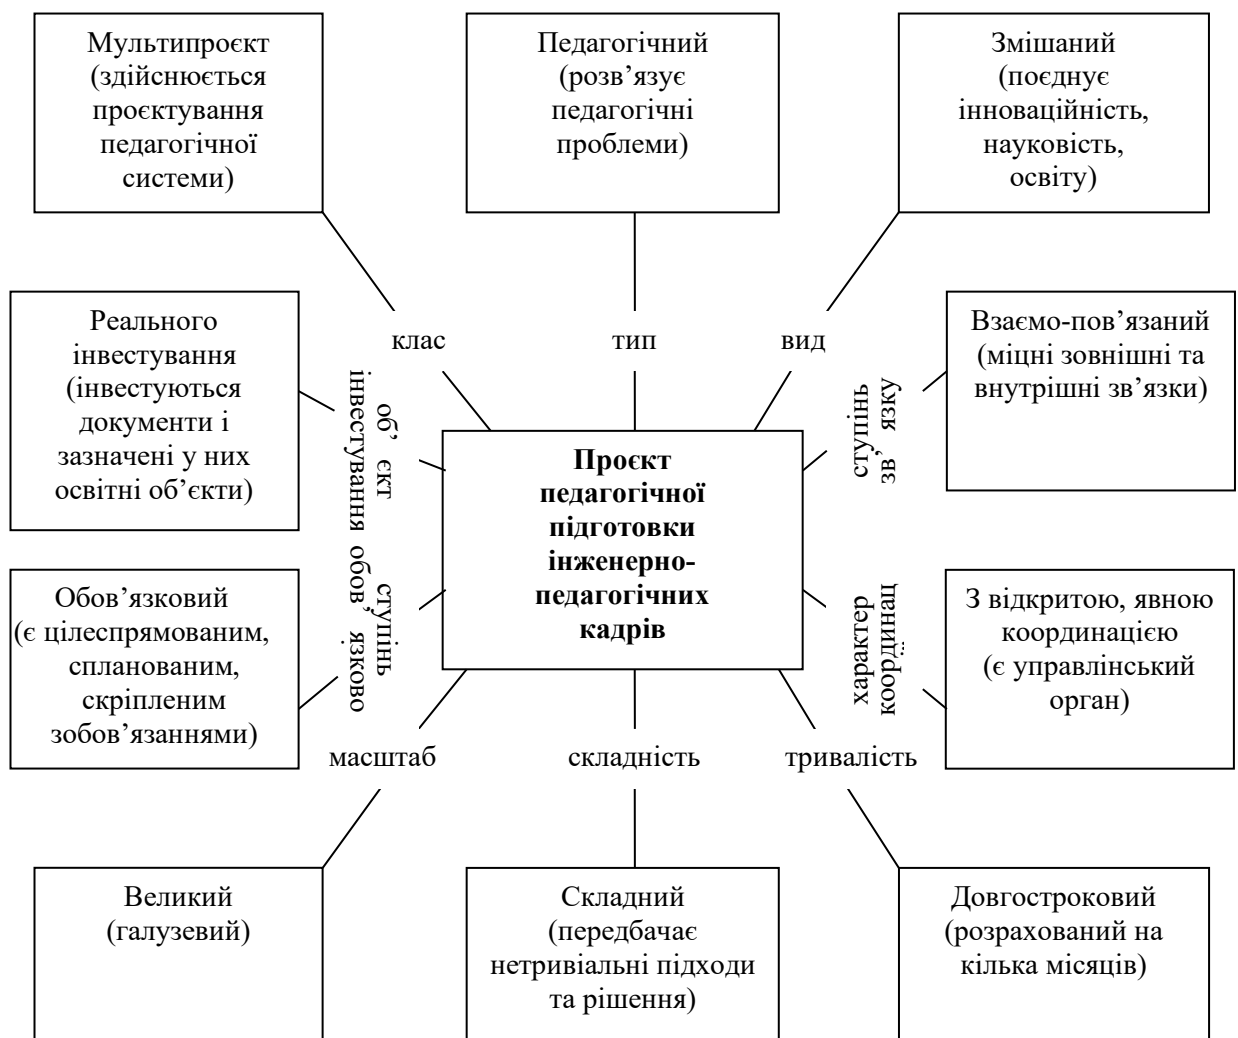 Мультипроєкт
(здійснюється
проєктування
педагогічної
системи)
Педагогічний
(розв’язує
педагогічні
проблеми)
Змішаний
(поєднує
інноваційність,
науковість,
освіту)
клас
тип
вид
Реального
інвестування
(інвестуються
документи і
зазначені у них
освітні об’єкти)
об’ єкт
інвестування
Проєкт
педагогічної
підготовки
інженерно-
педагогічних
кадрів
ступінь
зв’ язку
Взаємо-пов’язаний
(міцні зовнішні та
внутрішні зв’язки)
Обов’язковий
(є цілеспрямованим,
спланованим,
скріпленим
зобов’язаннями)
ступінь
обов’ язково
характер
координац
З відкритою, явною
координацією
(є управлінський
орган)
масштаб
складність
тривалість
Великий
(галузевий)
Складний
(передбачає
нетривіальні підходи
та рішення)
Довгостроковий
(розрахований на
кілька місяців)